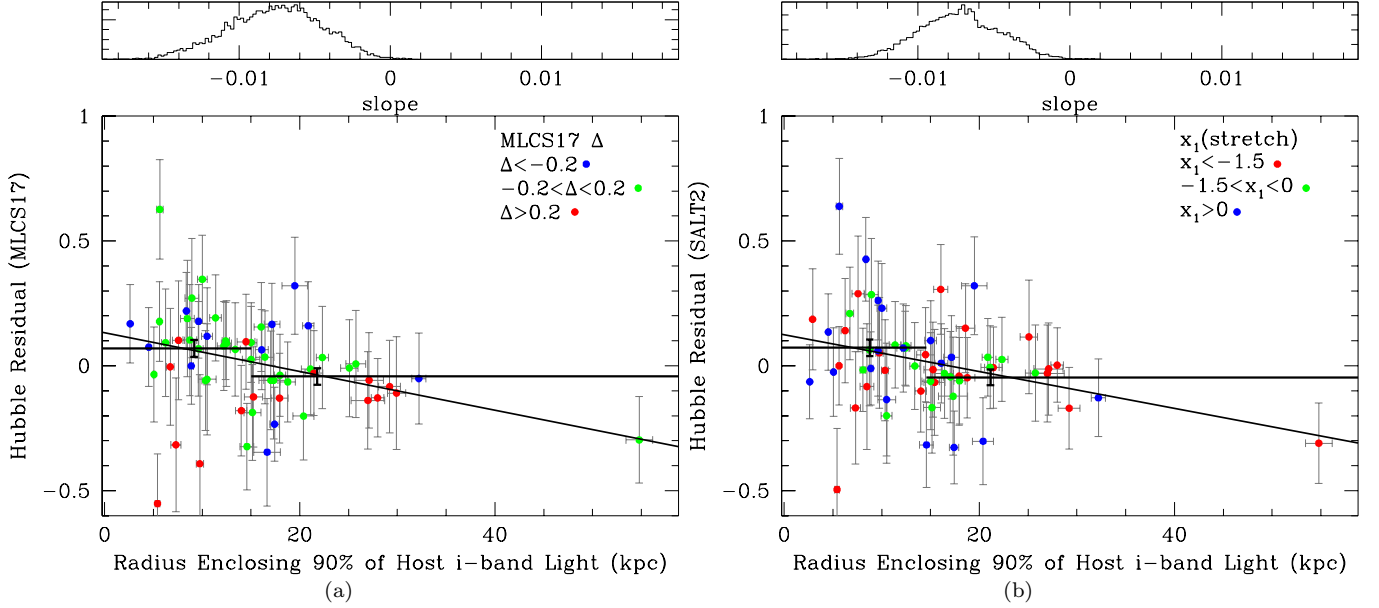 −0.01 0 0.01
slope
1
0.5
0
−0.5
Hubble Residual (MLCS17)
MLCS17 Δ
Δ<−0.2
−0.2<Δ<0.2
Δ>0.2
0 20 40
Radius Enclosing 90% of Host i-band Light (kpc)
(a)
−0.01 0 0.01
slope
1
0.5
0
−0.5
Hubble Residual (SALT2)
x₁(stretch)
x₁<−1.5
−1.5<x₁<0
x₁>0
0 20 40
Radius Enclosing 90% of Host i-band Light (kpc)
(b)